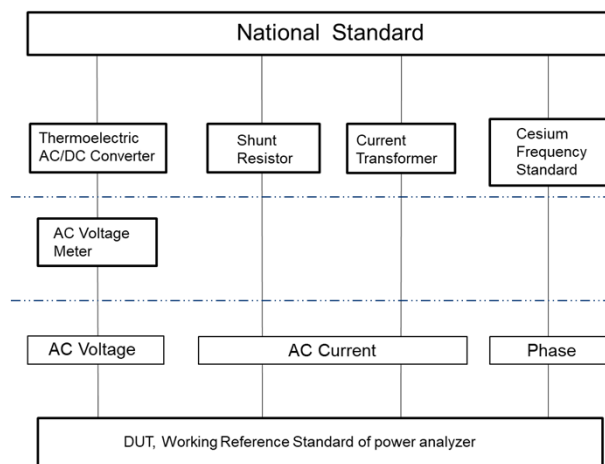 National Standard
Thermoelectric
AC/DC Converter
Shunt
Resistor
Current
Transformer
Cesium
Frequency
Standard
AC Voltage
Meter
AC Voltage
AC Current
Phase
DUT, Working Reference Standard of power analyzer